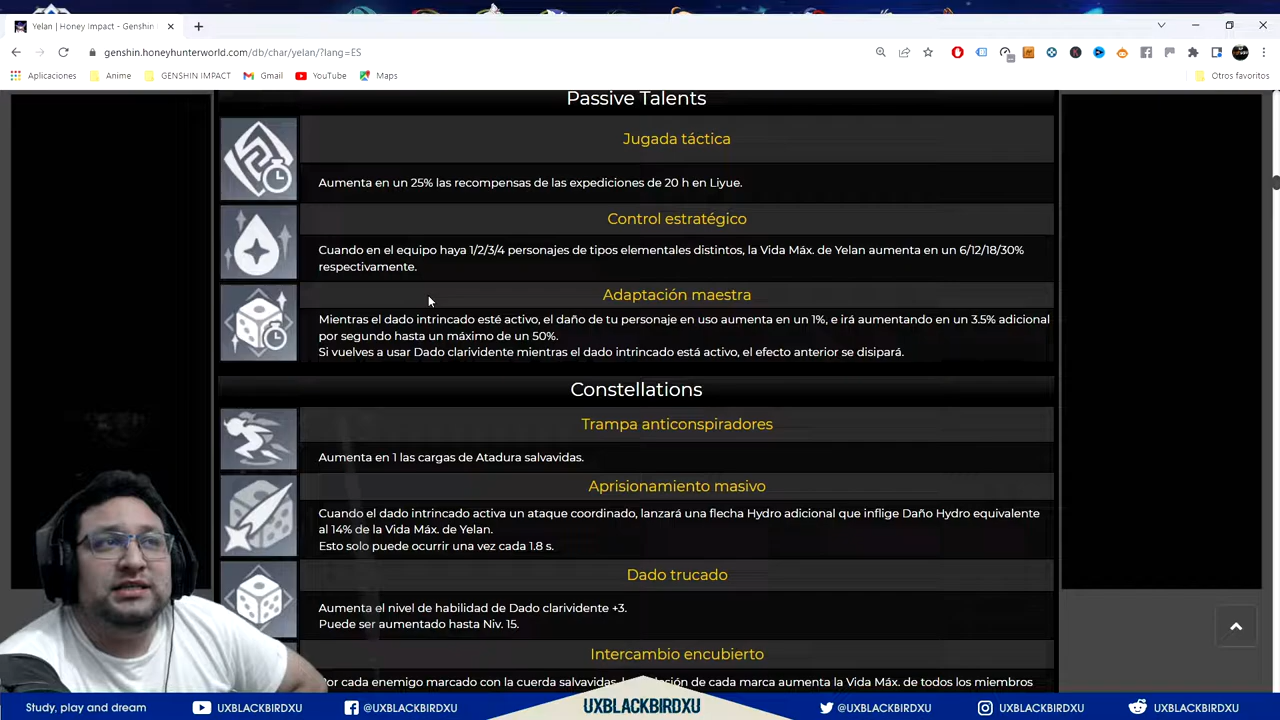 Yelan | Honey Impact - Genshin
genshin.honeyhunterworld.com/db/char/yelan/?lang=ES
Aplicaciones Anime GENSHIN IMPACT Gmail YouTube Maps Otros favoritos
Passive Talents
Jugada táctica
Aumenta en un 25% las recompensas de las expediciones de 20 h en Liyue.
Control estratégico
Cuando en el equipo haya 1/2/3/4 personajes de tipos elementales distintos, la Vida Máx. de Yelan aumenta en un 6/12/18/30%
respectivamente.
Adaptación maestra
Mientras el dado intrincado esté activo, el daño de tu personaje en uso aumenta en un 1%, e irá aumentando en un 3.5% adicional
por segundo hasta un máximo de un 50%.
Si vuelves a usar Dado clarividente mientras el dado intrincado está activo, el efecto anterior se disipará.
Constellations
Trampa anticonspiradores
Aumenta en 1 las cargas de Atadura salvavidas.
Aprisionamiento masivo
Cuando el dado intrincado activa un ataque coordinado, lanzará una flecha Hydro adicional que inflige Daño Hydro equivalente
al 14% de la Vida Máx. de Yelan.
Esto solo puede ocurrir una vez cada 1.8 s.
Dado trucado
Aumenta el nivel de habilidad de Dado clarividente +3.
Puede ser aumentado hasta Niv. 15.
Intercambio encubierto
por cada enemigo marcado con la cuerda salvavidas, de cada marca aumenta la Vida Máx. de todos los miembros
Study, play and dream UXBLACKBIRDXU @UXBLACKBIRDXU UXBLACKBIRDXU @UXBLACKBIRDXU UXBLACKBIRDXU UXBLACKBIRDXU